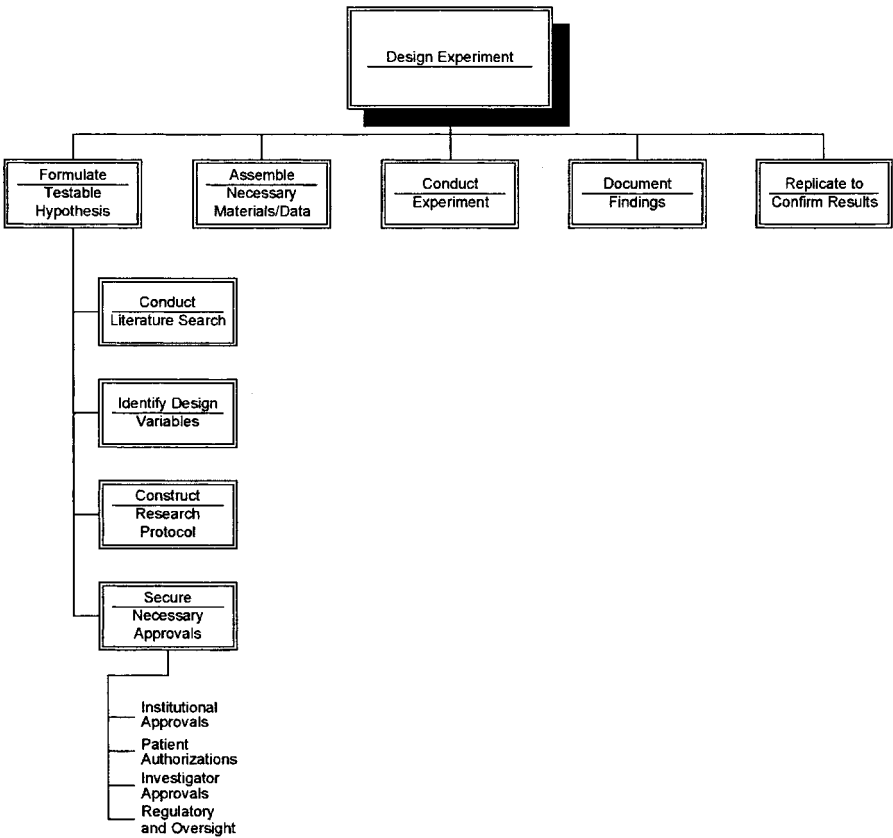 Design Experiment
Formulate
Testable
Hypothesis
Assemble
Necessary
Materials/Data
Conduct
Experiment
Document
Findings
Replicate to
Confirm Results
Conduct
Literature Search
Identify Design
Variables
Construct
Research
Protocol
Secure
Necessary
Approvals
Institutional
Approvals
Patient
Authorizations
Investigator
Approvals
Regulatory
and Oversight